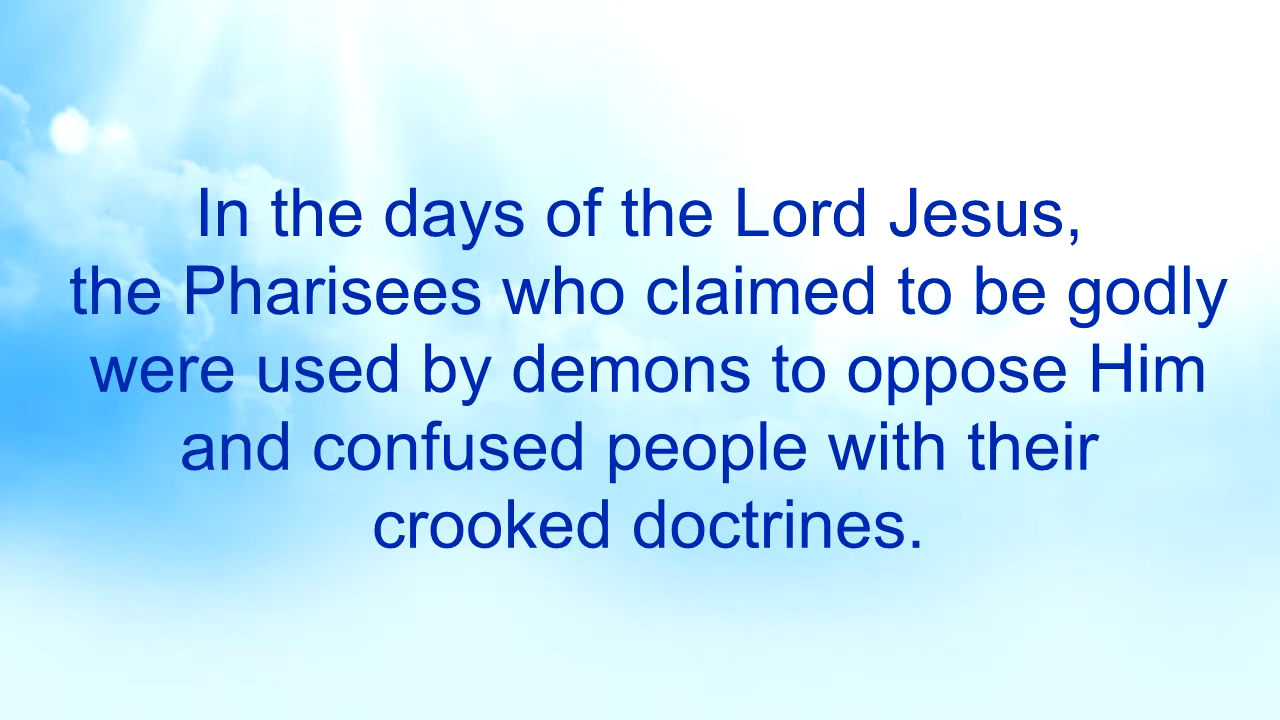 In the days of the Lord Jesus,
the Pharisees who claimed to be godly
were used by demons to oppose Him
and confused people with their
crooked doctrines.